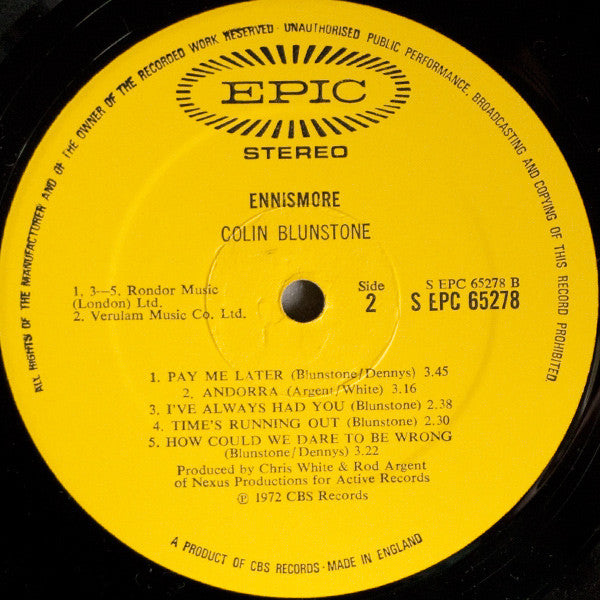 ALL RIGHTS OF THE MANUFACTURER AND OF THE OWNER OF THE RECORDED WORK RESERVED · UNAUTHORISED PUBLIC PERFORMANCE, BROADCASTING AND COPYING OF THIS RECORD PROHIBITED
EPIC
STEREO
ENNISMORE
COLIN BLUNSTONE
1, 3—5. Rondor Music
(London) Ltd.
2. Verulam Music Co. Ltd.
Side
2
S EPC 65278 B
S EPC 65278
1. PAY ME LATER (Blunstone/Dennys) 3.45
2. ANDORRA (Argent/White) 3.16
3. I'VE ALWAYS HAD YOU (Blunstone) 2.38
4. TIME'S RUNNING OUT (Blunstone) 2.30
5. HOW COULD WE DARE TO BE WRONG
(Blunstone/Dennys) 3.22
Produced by Chris White & Rod Argent
of Nexus Productions for Active Records
℗ 1972 CBS Records
A PRODUCT OF CBS RECORDS · MADE IN ENGLAND